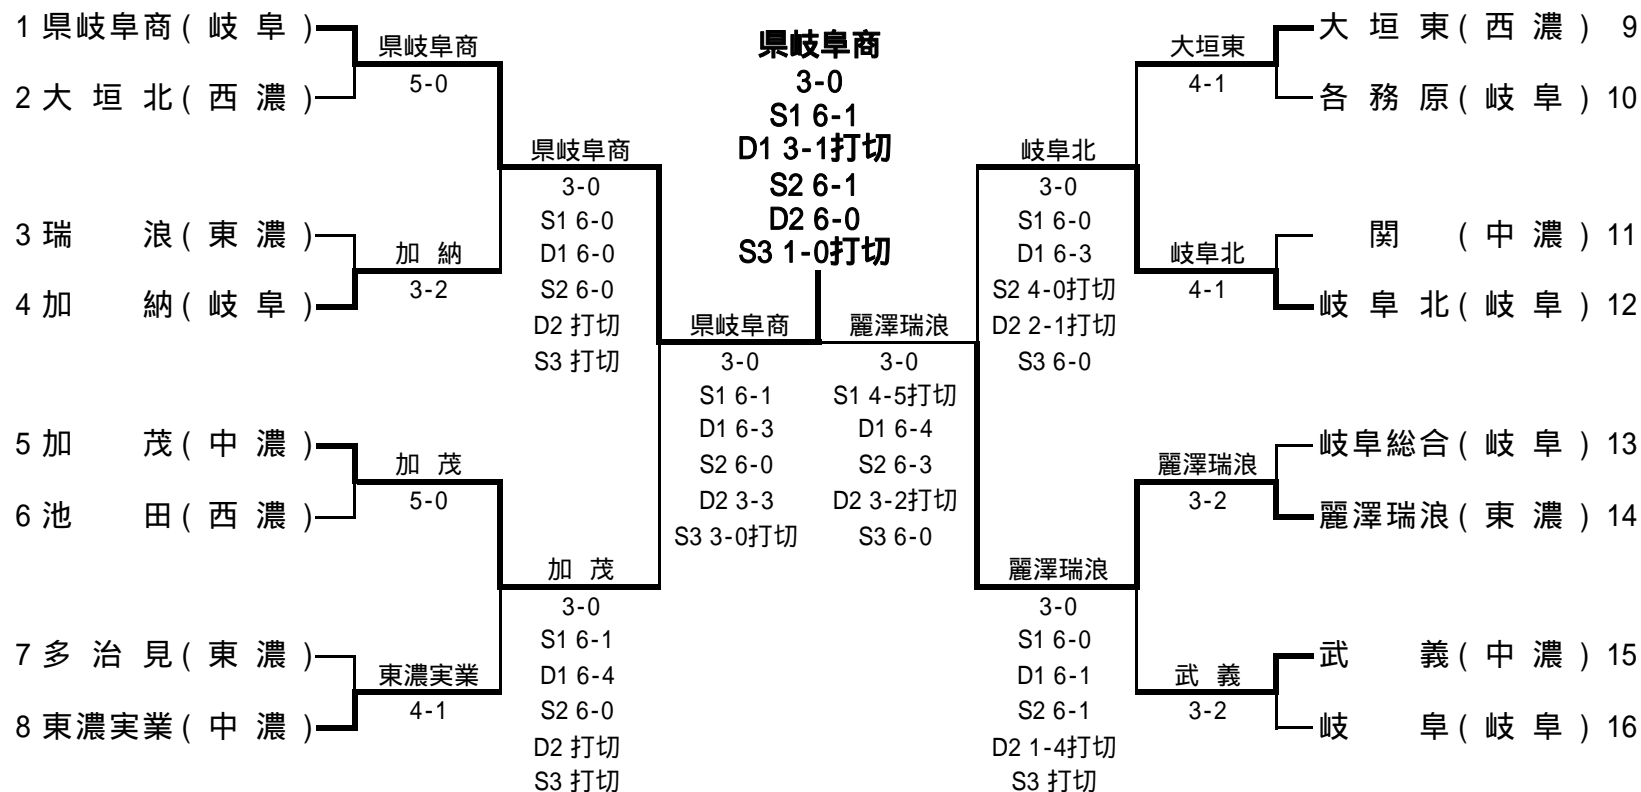 1 県岐阜商 ( 岐 阜 )
2 大 垣 北 ( 西 濃 )
3 瑞 浪 ( 東 濃 )
4 加 納 ( 岐 阜 )
5 加 茂 ( 中 濃 )
6 池 田 ( 西 濃 )
7 多 治 見 ( 東 濃 )
8 東濃実業 ( 中 濃 )
県岐阜商
5-0
加 納
3-2
加 茂
5-0
東濃実業
4-1
県岐阜商
3-0
S1 6-0
D1 6-0
S2 6-0
D2 打切
S3 打切
加 茂
3-0
S1 6-1
D1 6-4
S2 6-0
D2 打切
S3 打切
県岐阜商
3-0
S1 6-1
D1 6-3
S2 6-0
D2 3-3
S3 3-0打切
県岐阜商
3-0
S1 6-1
D1 3-1打切
S2 6-1
D2 6-0
S3 1-0打切
麗澤瑞浪
3-0
S1 4-5打切
D1 6-4
S2 6-3
D2 3-2打切
S3 6-0
岐阜北
3-0
S1 6-0
D1 6-3
S2 4-0打切
D2 2-1打切
S3 6-0
麗澤瑞浪
3-0
S1 6-0
D1 6-1
S2 6-1
D2 1-4打切
S3 打切
大垣東
4-1
岐阜北
4-1
麗澤瑞浪
3-2
武 義
3-2
大 垣 東 ( 西 濃 ) 9
各 務 原 ( 岐 阜 ) 10
関 ( 中 濃 ) 11
岐 阜 北 ( 岐 阜 ) 12
岐阜総合 ( 岐 阜 ) 13
麗澤瑞浪 ( 東 濃 ) 14
武 義 ( 中 濃 ) 15
岐 阜 ( 岐 阜 ) 16